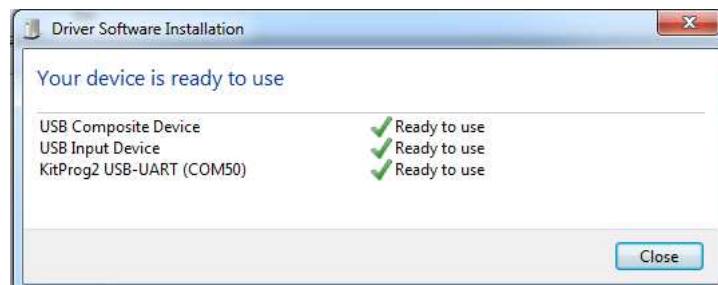 Driver Software Installation
Your device is ready to use
USB Composite Device Ready to use
USB Input Device Ready to use
KitProg2 USB-UART (COM50) Ready to use
Close